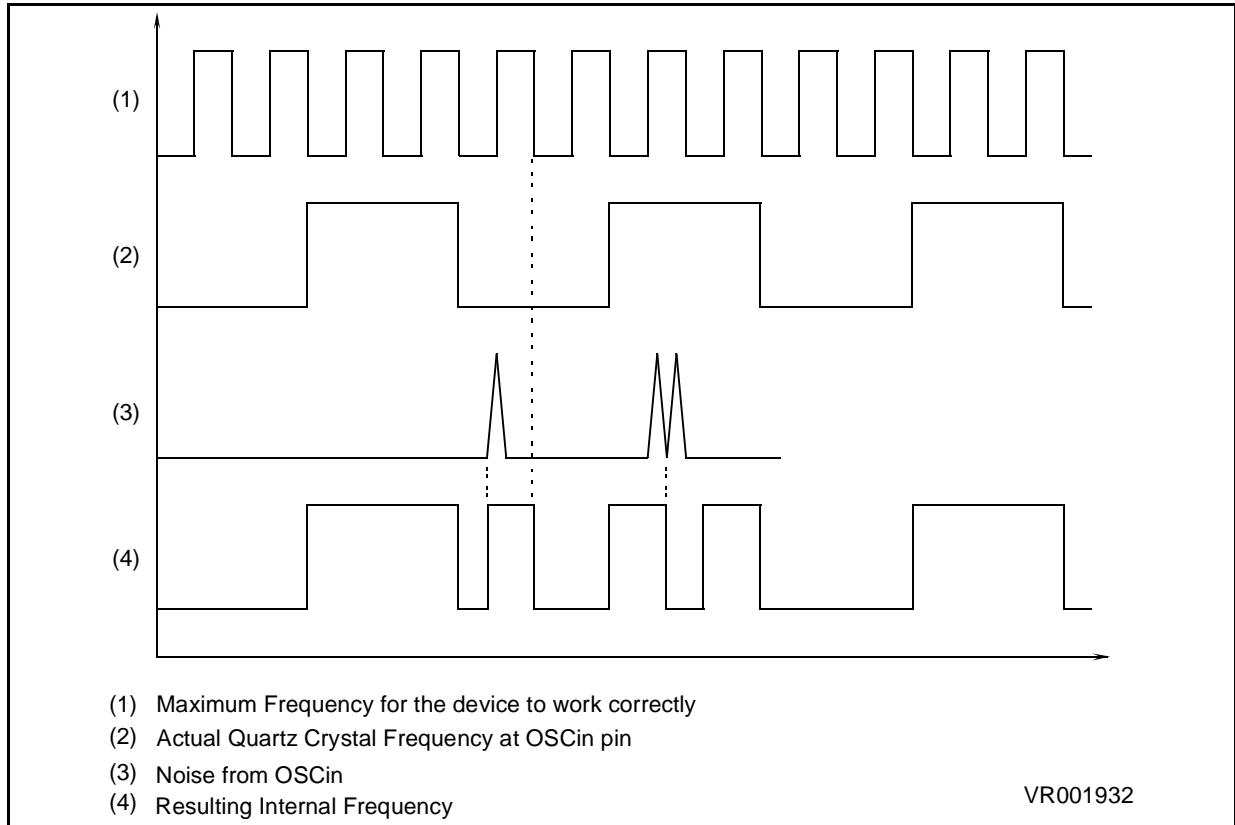 (1)
(2)
(3)
(4)
(1) Maximum Frequency for the device to work correctly
(2) Actual Quartz Crystal Frequency at OSCin pin
(3) Noise from OSCin
(4) Resulting Internal Frequency
VR001932